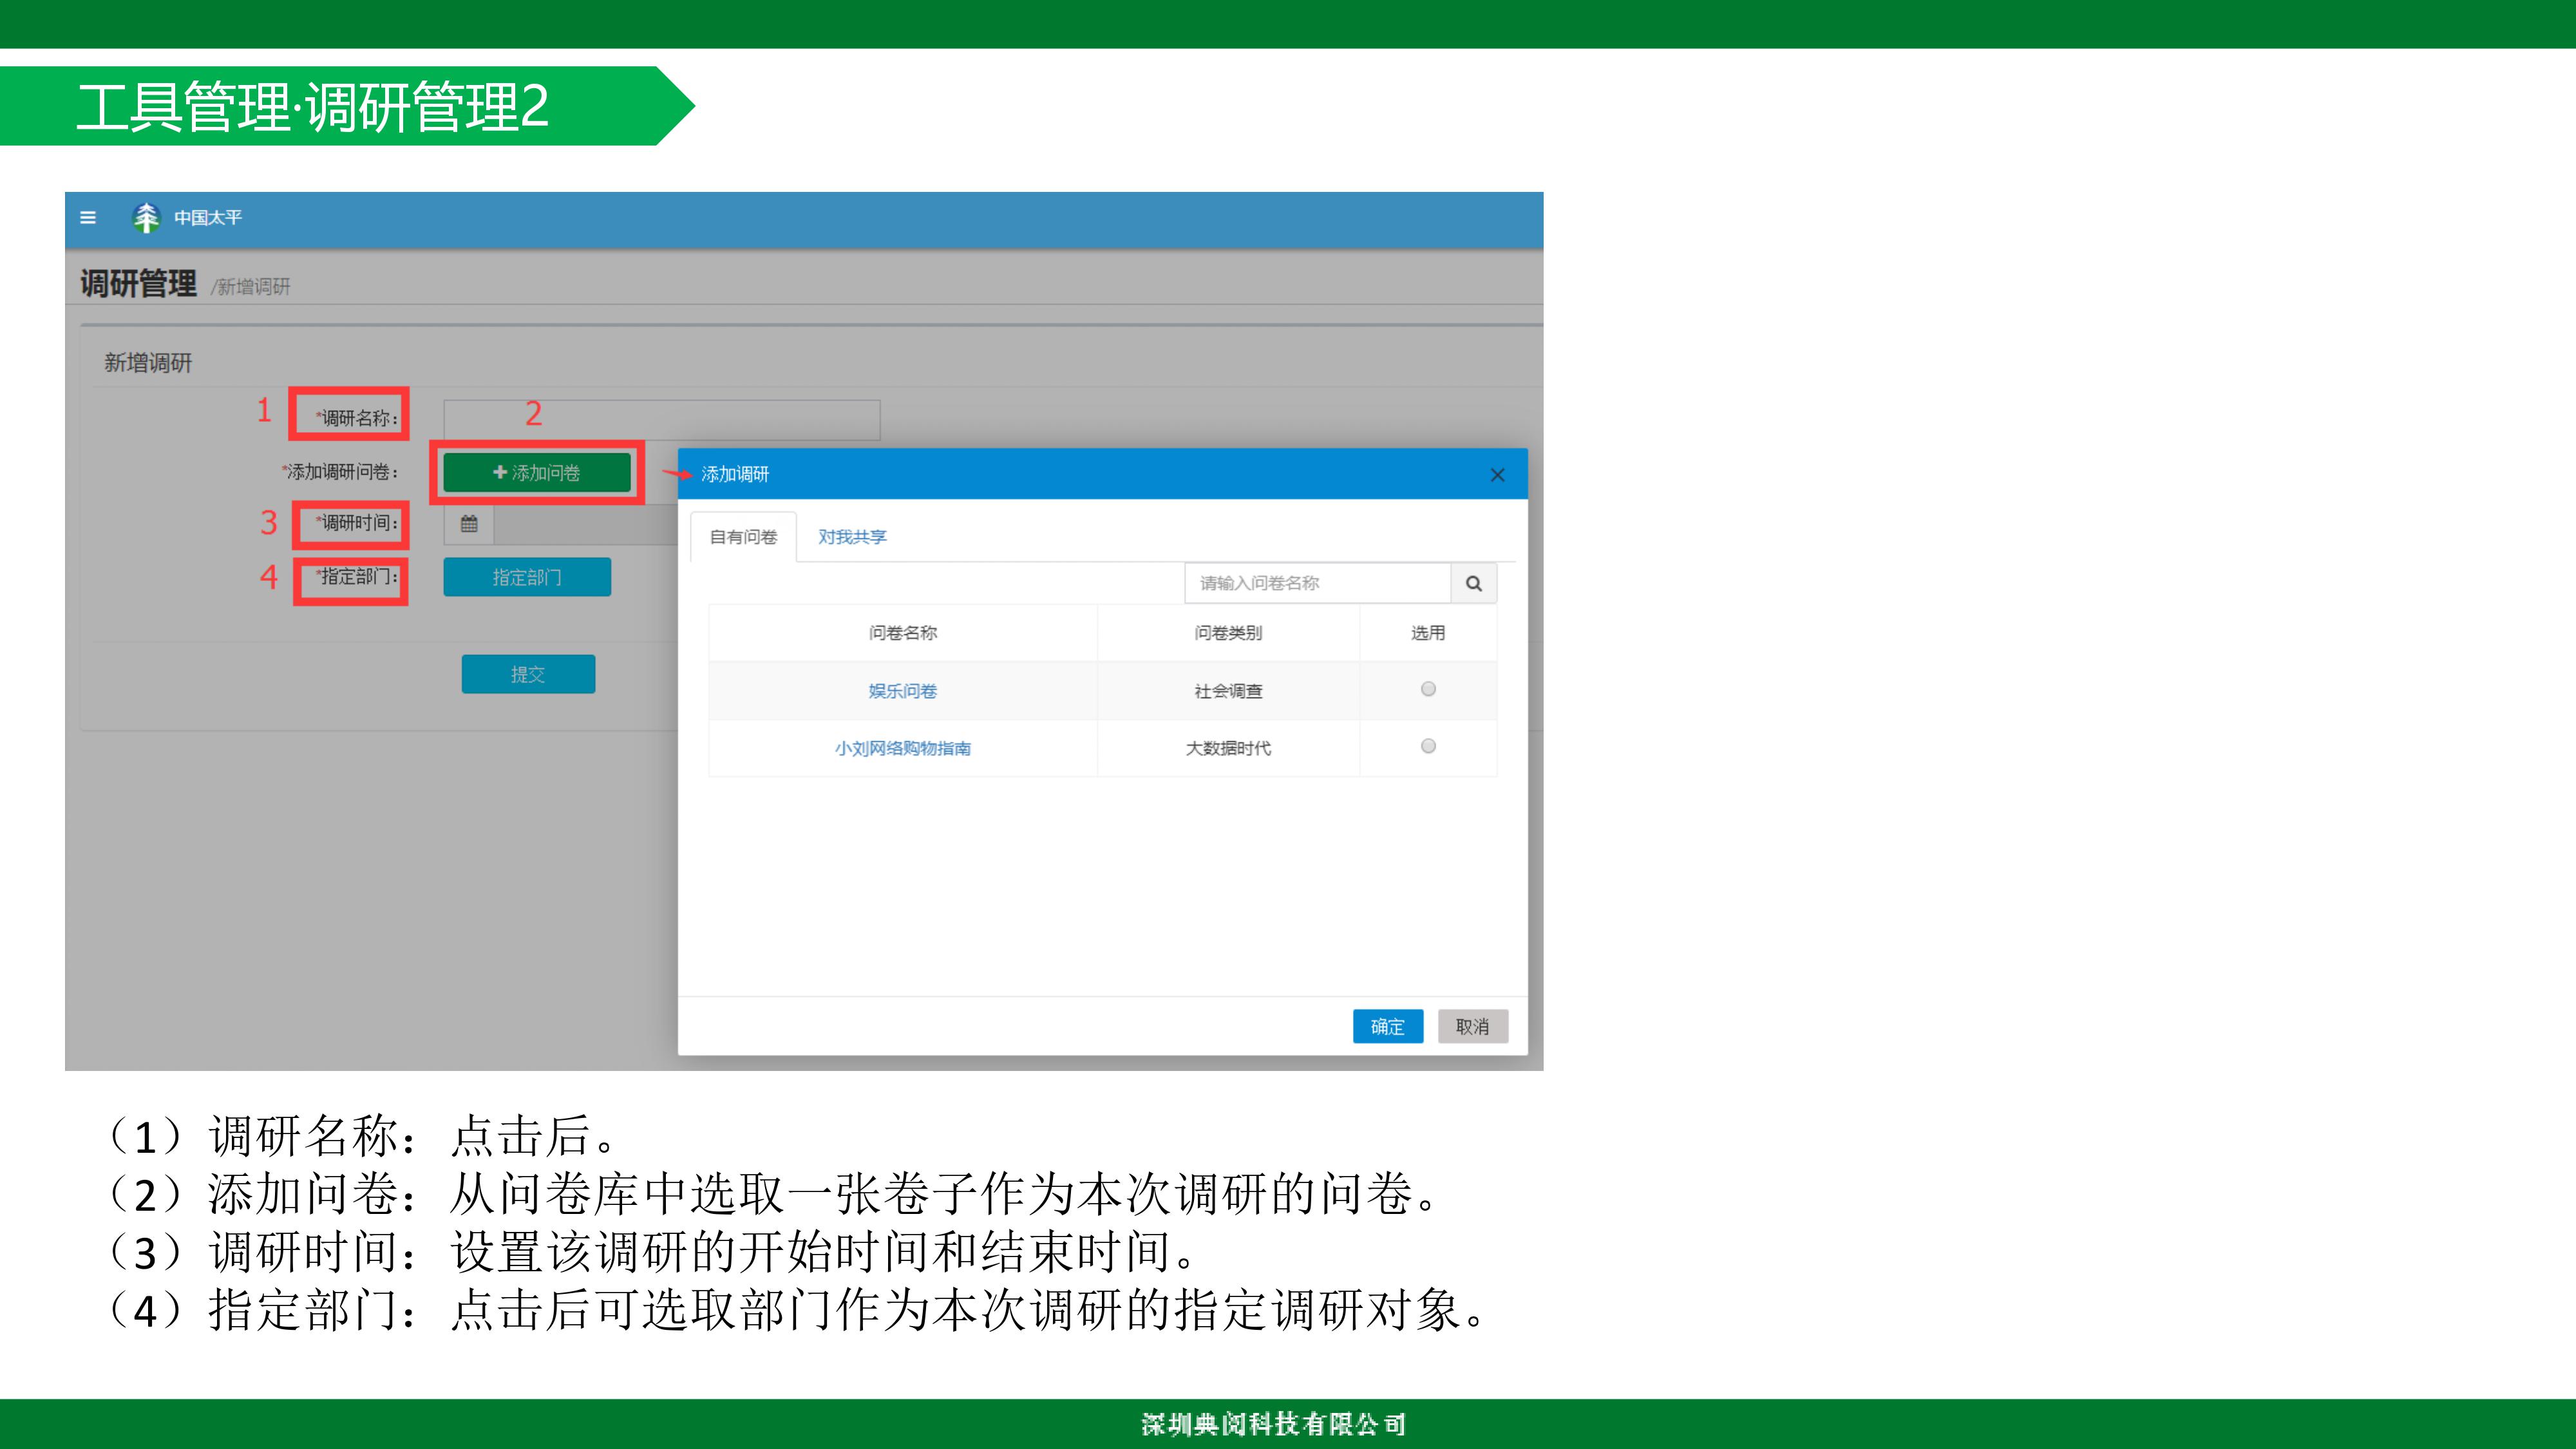 工具管理·调研管理2
中国太平
调研管理 /新增调研
新增调研
1 *调研名称： 2
*添加调研问卷： 添加问卷
添加调研
3 *调研时间：
自有问卷 对我共享
4 *指定部门： 指定部门
请输入问卷名称
问卷名称 问卷类别 选用
提交
娱乐问卷 社会调查
小刘网络购物指南 大数据时代
确定 取消
（1）调研名称：点击后。
（2）添加问卷：从问卷库中选取一张卷子作为本次调研的问卷。
（3）调研时间：设置该调研的开始时间和结束时间。
（4）指定部门：点击后可选取部门作为本次调研的指定调研对象。
深圳典阅科技有限公司